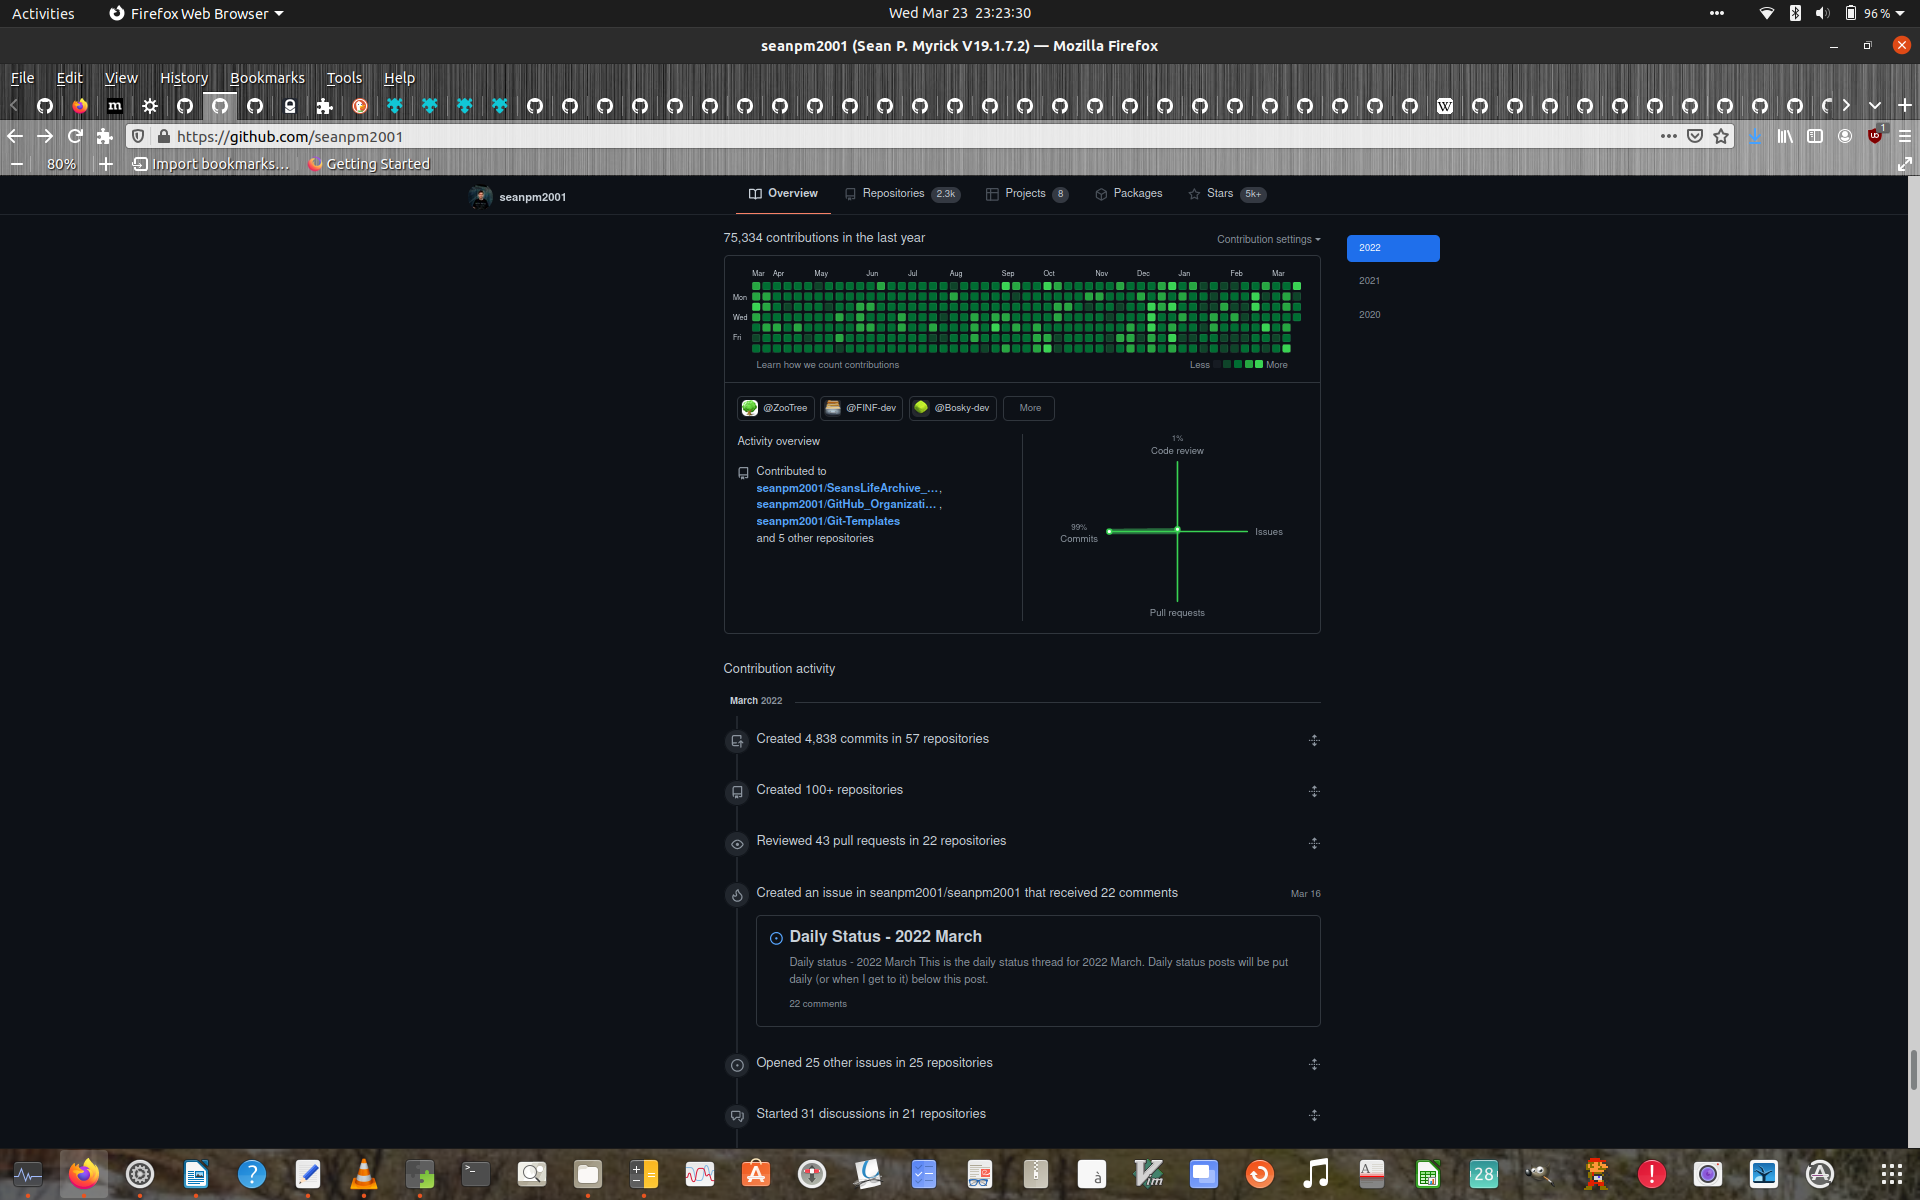 Activities
Firefox Web Browser
Wed Mar 23 23:23:30
96 %
seanpm2001 (Sean P. Myrick V19.1.7.2) — Mozilla Firefox
File Edit View History Bookmarks Tools Help
https://github.com/seanpm2001
80%
Import bookmarks...
Getting Started
seanpm2001
Overview
Repositories 2.3k
Projects 8
Packages
Stars 5k+
75,334 contributions in the last year
Contribution settings
2022
2021
2020
Mar Apr May Jun Jul Aug Sep Oct Nov Dec Jan Feb Mar
Mon
Wed
Fri
Learn how we count contributions
Less More
@ZooTree
@FINF-dev
@Bosky-dev
More
Activity overview
Contributed to
seanpm2001/SeansLifeArchive_...,
seanpm2001/GitHub_Organizati... ,
seanpm2001/Git-Templates
and 5 other repositories
1%
Code review
99%
Commits
Issues
Pull requests
Contribution activity
March 2022
Created 4,838 commits in 57 repositories
Created 100+ repositories
Reviewed 43 pull requests in 22 repositories
Created an issue in seanpm2001/seanpm2001 that received 22 comments
Mar 16
Daily Status - 2022 March
Daily status - 2022 March This is the daily status thread for 2022 March. Daily status posts will be put
daily (or when I get to it) below this post.
22 comments
Opened 25 other issues in 25 repositories
Started 31 discussions in 21 repositories
28